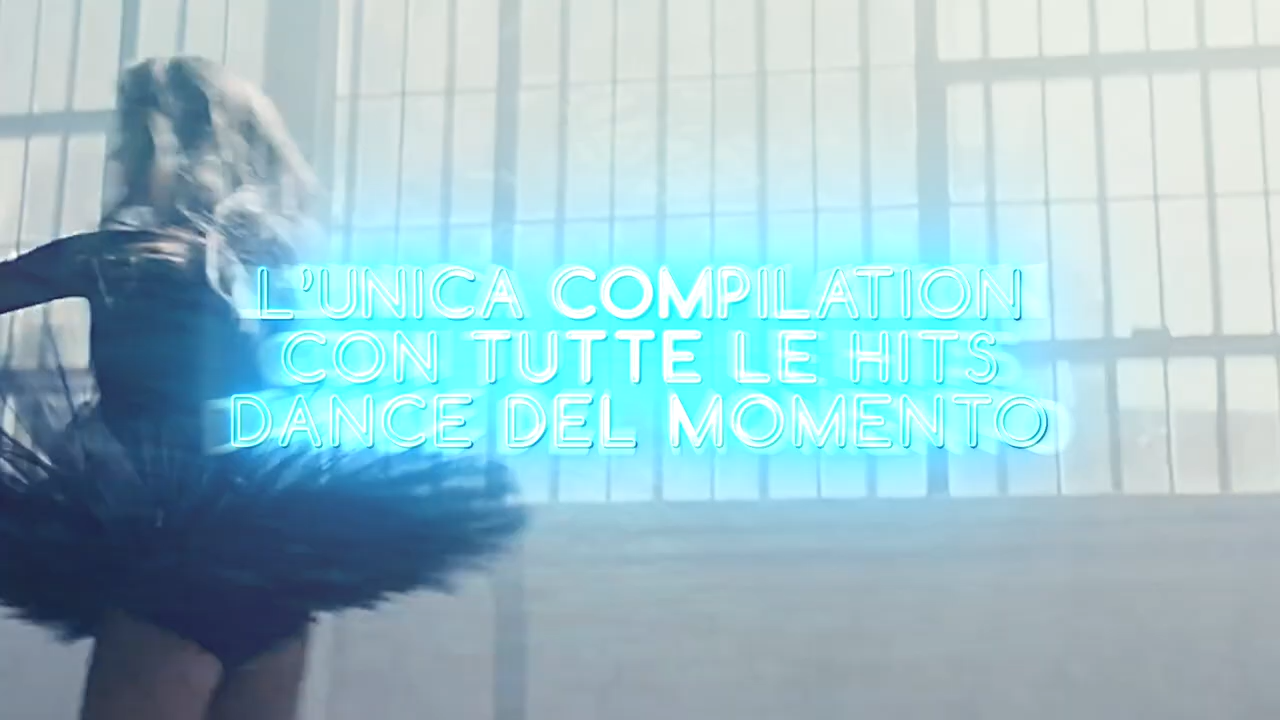 L'UNICA COMPILATION
CON TUTTE LE HITS
DANCE DEL MOMENTO